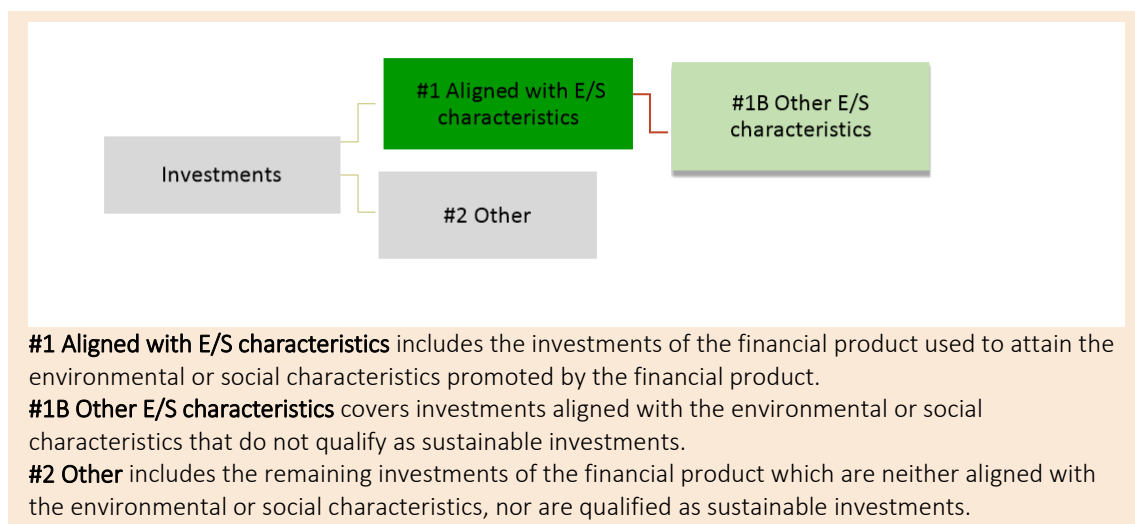 #1 Aligned with E/S
characteristics
#1B Other E/S
characteristics
Investments
#2 Other
#1 Aligned with E/S characteristics includes the investments of the financial product used to attain the
environmental or social characteristics promoted by the financial product.
#1B Other E/S characteristics covers investments aligned with the environmental or social
characteristics that do not qualify as sustainable investments.
#2 Other includes the remaining investments of the financial product which are neither aligned with
the environmental or social characteristics, nor are qualified as sustainable investments.